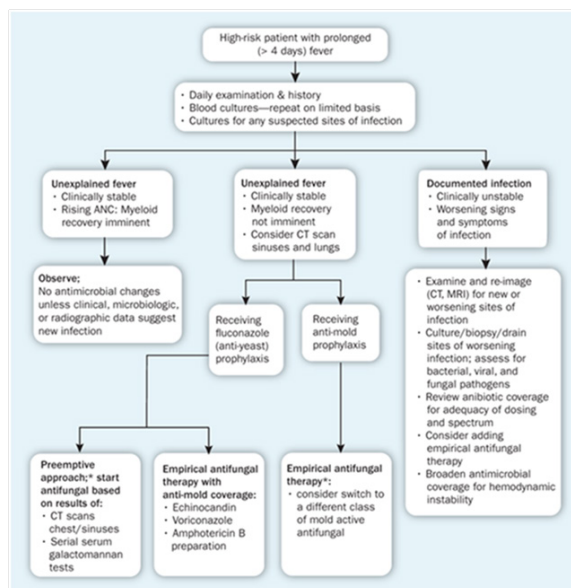 High-risk patient with prolonged
(> 4 days) fever
• Daily examination & history
• Blood cultures—repeat on limited basis
• Cultures for any suspected sites of infection
Unexplained fever
• Clinically stable
• Rising ANC: Myeloid
recovery imminent
Unexplained fever
• Clinically stable
• Myeloid recovery
not imminent
• Consider CT scan
sinuses and lungs
Documented infection
• Clinically unstable
• Worsening signs
and symptoms
of infection
Observe;
No antimicrobial changes
unless clinical, microbiologic,
or radiographic data suggest
new infection
Receiving
fluconazole
(anti-yeast)
prophylaxis
Receiving
anti-mold
prophylaxis
• Examine and re-image
(CT, MRI) for new or
worsening sites of
infection
• Culture/biopsy/drain
sites of worsening
infection; assess for
bacterial, viral, and
fungal pathogens
• Review anibiotic coverage
for adequacy of dosing
and spectrum
• Consider adding
empirical antifungal
therapy
• Broaden antimicrobial
coverage for hemodynamic
instability
Preemptive
approach;* start
antifungal based
on results of:
• CT scans
chest/sinuses
• Serial serum
galactomannan
tests
Empirical antifungal
therapy with
anti-mold coverage:
• Echinocandin
• Voriconazole
• Amphotericin B
preparation
Empirical antifungal
therapy*:
• consider switch to
a different class
of mold active
antifungal